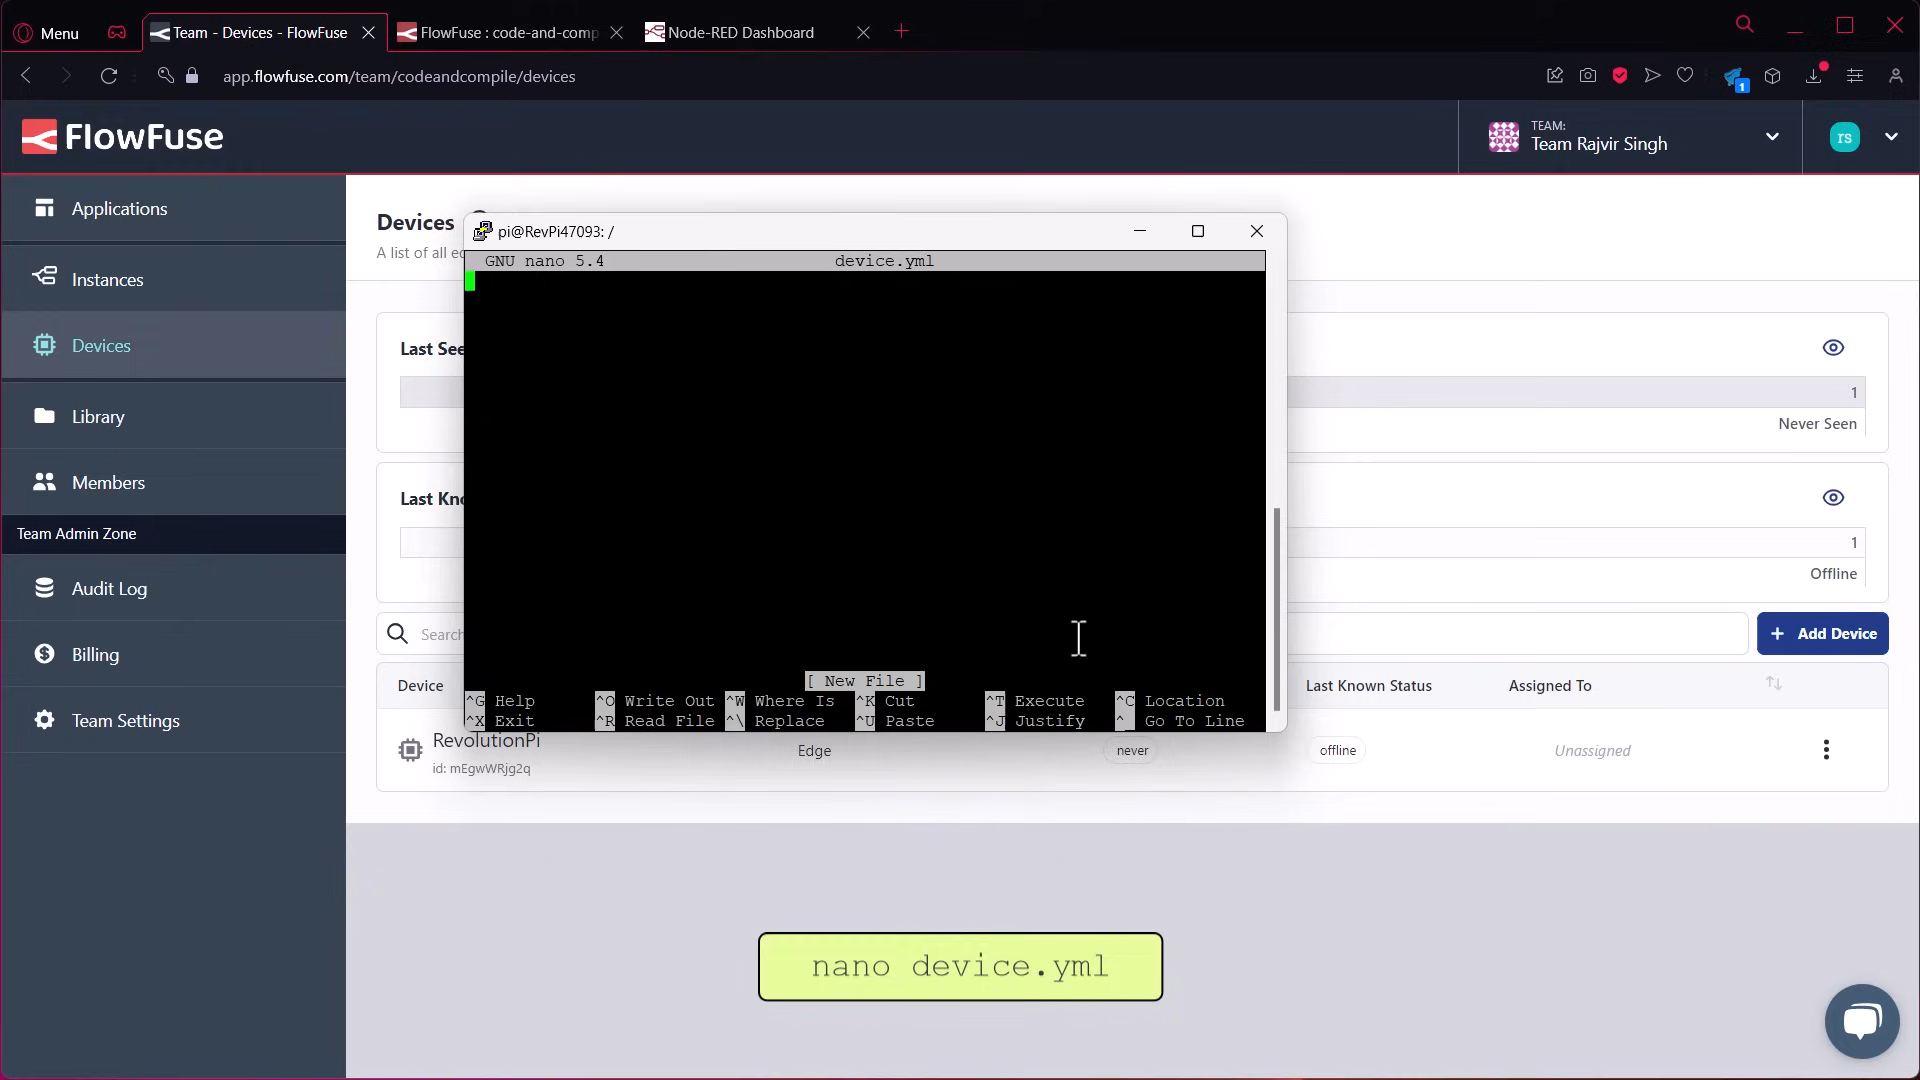 Menu
Team - Devices - FlowFuse
FlowFuse : code-and-comp
Node-RED Dashboard
app.flowfuse.com/team/codeandcompile/devices
1
FlowFuse
TEAM:
Team Rajvir Singh
rs
Applications
Instances
Devices
Library
Members
Team Admin Zone
Audit Log
Billing
Team Settings
Devices
A list of all
Last See
1
Never Seen
Last Kno
1
Offline
Search
+ Add Device
Device
Last Known Status
Assigned To
RevolutionPi
id: mEgwWRjg2q
Edge
never
offline
Unassigned
pi@RevPi47093: /
GNU nano 5.4
device.yml
[ New File ]
^G Help ^O Write Out ^W Where Is ^K Cut ^T Execute ^C Location
^X Exit ^R Read File ^\ Replace ^U Paste ^J Justify ^_ Go To Line
nano device.yml